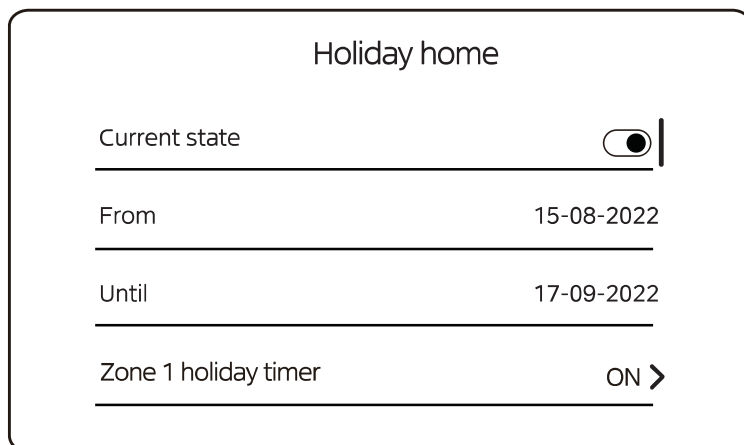 Holiday home
Current state
From 15-08-2022
Until 17-09-2022
Zone 1 holiday timer ON